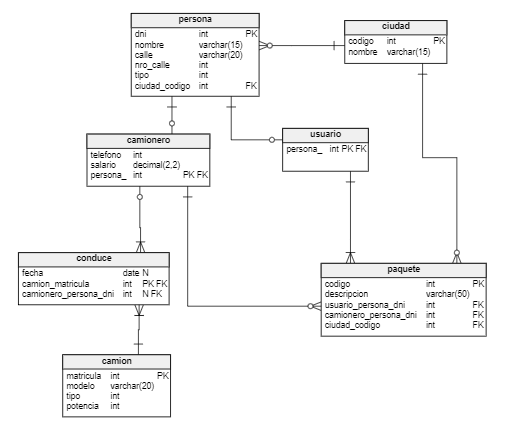 persona
dni int PK
nombre varchar(15)
calle varchar(20)
nro_calle int
tipo int
ciudad_codigo int FK
ciudad
codigo int PK
nombre varchar(15)
camionero
telefono int
salario decimal(2,2)
persona_ int PK FK
usuario
persona_ int PK FK
conduce
fecha date N
camion_matricula int PK FK
camionero_persona_dni int N FK
paquete
codigo int PK
descripcion varchar(50)
usuario_persona_dni int FK
camionero_persona_dni int FK
ciudad_codigo int FK
camion
matricula int PK
modelo varchar(20)
tipo int
potencia int